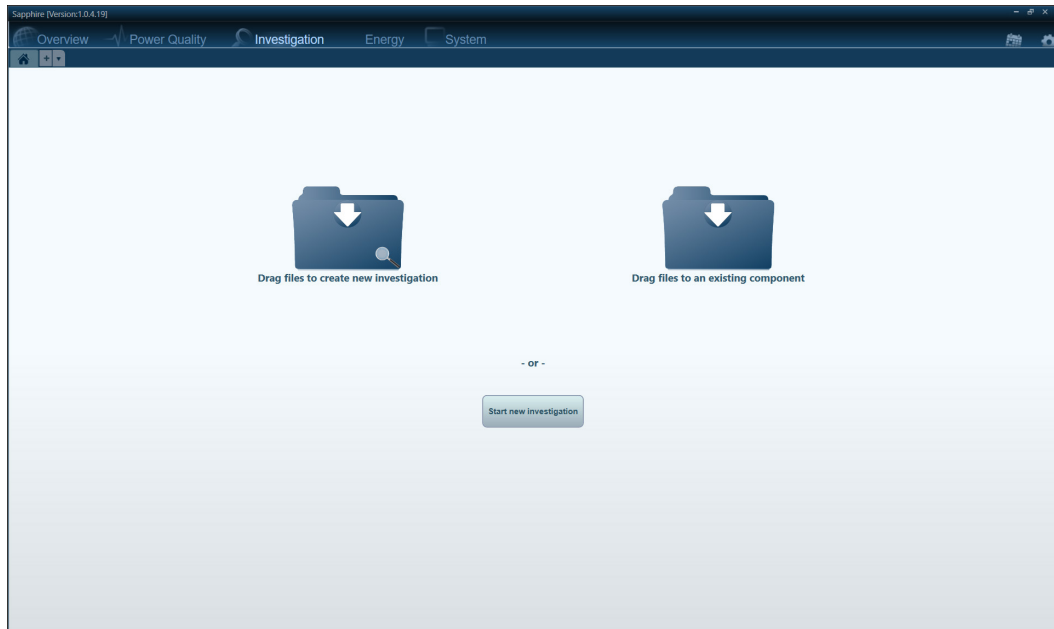 Sapphire [Version:1.0.4.19]
Overview Power Quality Investigation Energy System
Drag files to create new investigation
Drag files to an existing component
- or -
Start new investigation